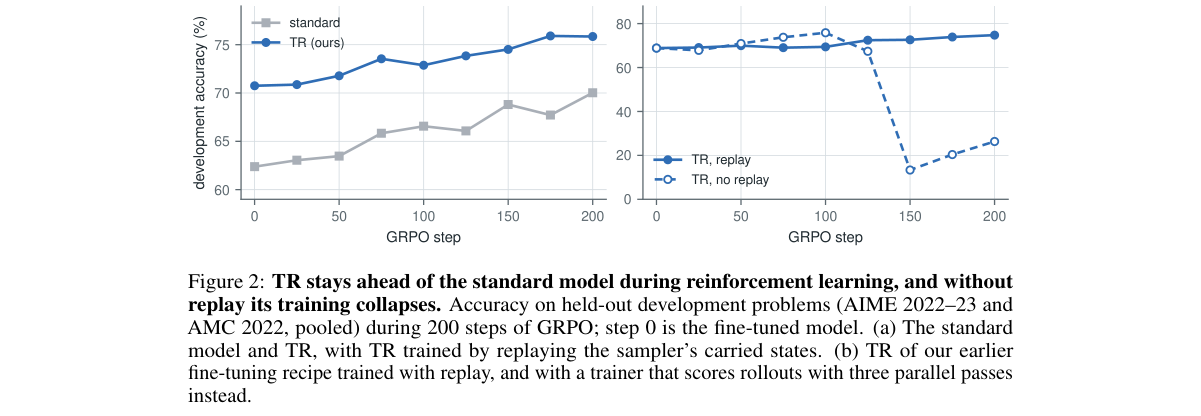 development accuracy (%)
75
70
65
60
standard
TR (ours)
0 50 100 150 200
GRPO step
80
60
40
20
0
TR, replay
TR, no replay
0 50 100 150 200
GRPO step
Figure 2: TR stays ahead of the standard model during reinforcement learning, and without
replay its training collapses. Accuracy on held-out development problems (AIME 2022–23 and
AMC 2022, pooled) during 200 steps of GRPO; step 0 is the fine-tuned model. (a) The standard
model and TR, with TR trained by replaying the sampler's carried states. (b) TR of our earlier
fine-tuning recipe trained with replay, and with a trainer that scores rollouts with three parallel passes
instead.